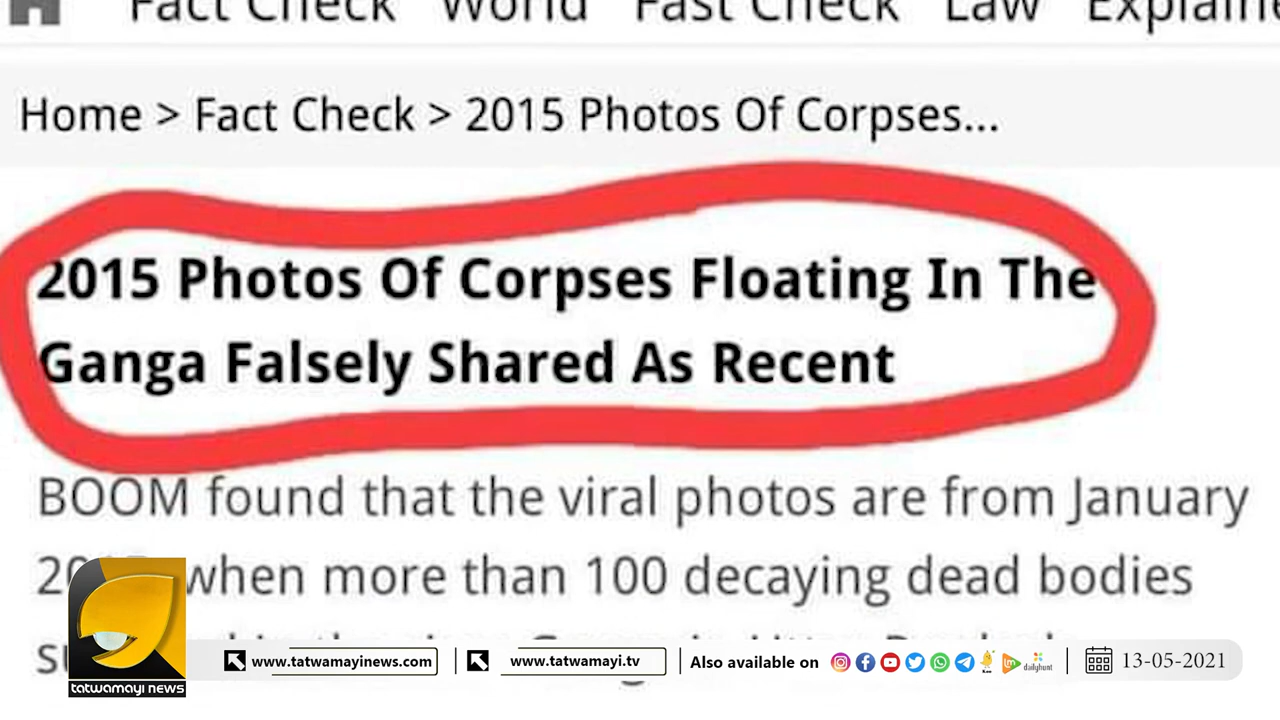 Fact Check World Fast Check Law
Home > Fact Check > 2015 Photos Of Corpses...
2015 Photos Of Corpses Floating In The
Ganga Falsely Shared As Recent
BOOM found that the viral photos are from January
when more than 100 decaying dead bodies
tatwamayi news
www.tatwamayinews.com
www.tatwamayi.tv
Also available on
dailyhunt
13-05-2021